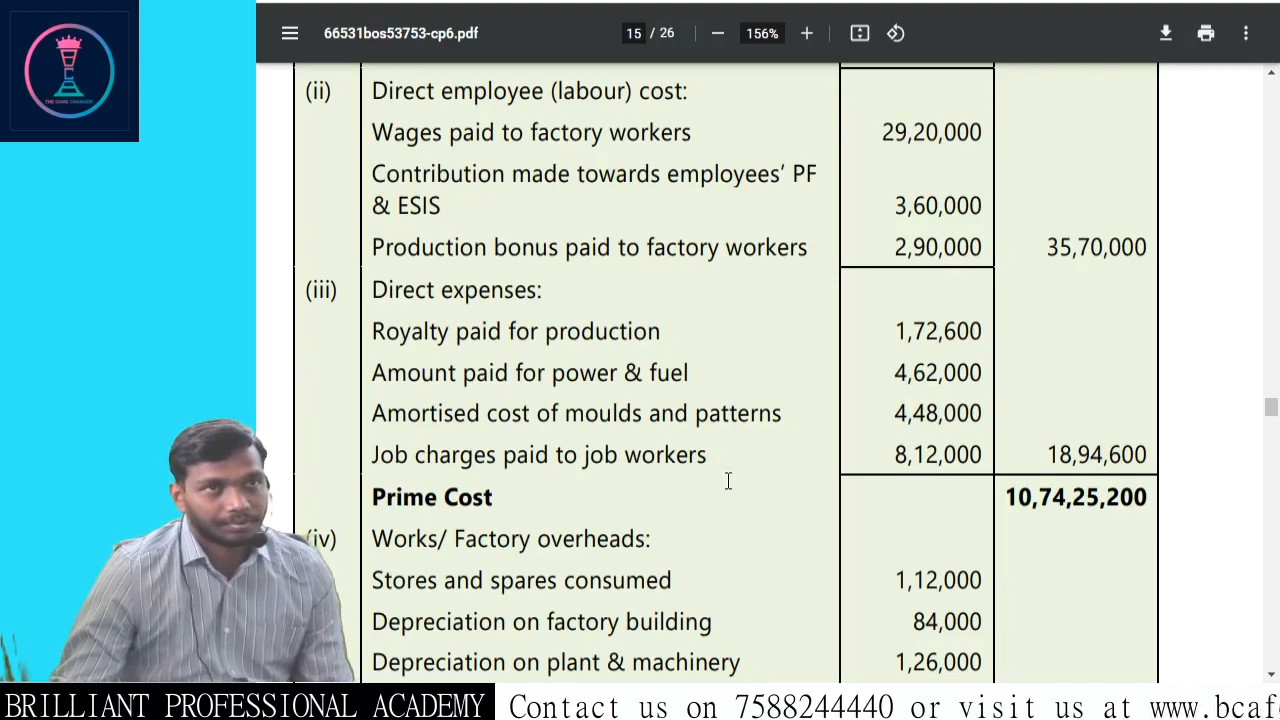 66531bos53753-cp6.pdf 15 / 26 156%
THE GAME CHANGER
(ii) Direct employee (labour) cost:
Wages paid to factory workers 29,20,000
Contribution made towards employees’ PF
& ESIS 3,60,000
Production bonus paid to factory workers 2,90,000 35,70,000
(iii) Direct expenses:
Royalty paid for production 1,72,600
Amount paid for power & fuel 4,62,000
Amortised cost of moulds and patterns 4,48,000
Job charges paid to job workers 8,12,000 18,94,600
Prime Cost 10,74,25,200
(iv) Works/ Factory overheads:
Stores and spares consumed 1,12,000
Depreciation on factory building 84,000
Depreciation on plant & machinery 1,26,000
BRILLIANT PROFESSIONAL ACADEMY Contact us on 7588244440 or visit us at www.bcaf